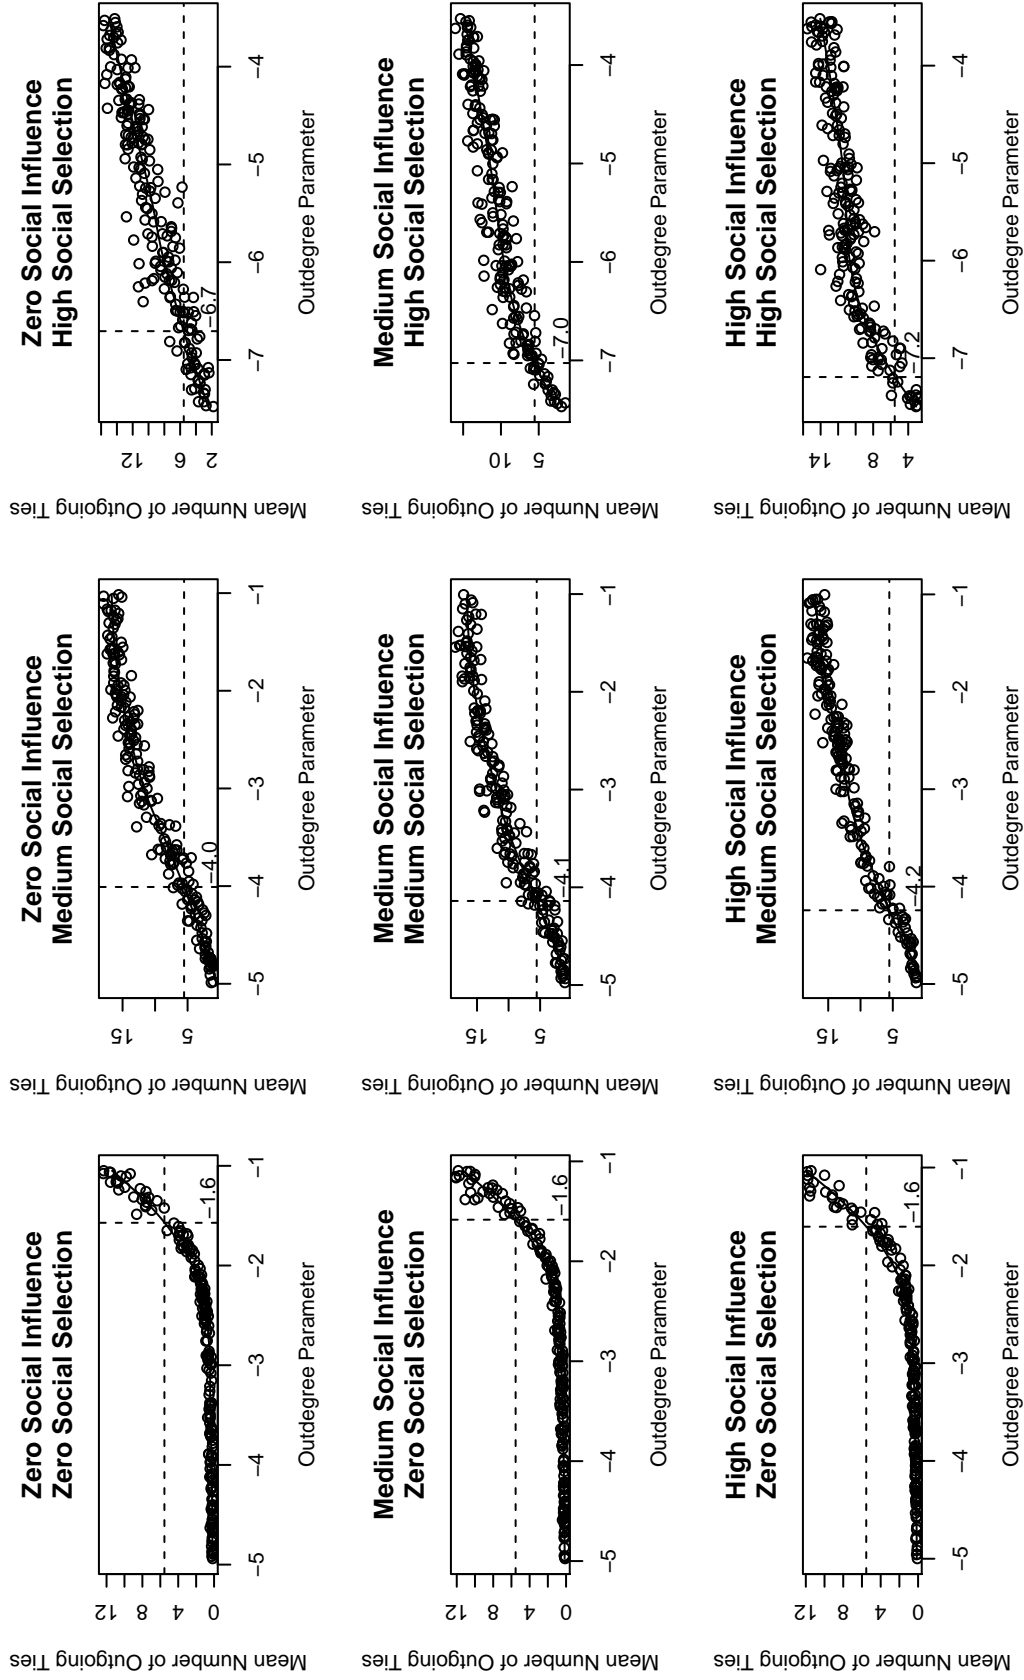 Zero Social Influence
Zero Social Selection
Mean Number of Outgoing Ties
12
8
4
0
−1.6
−5 −4 −3 −2 −1
Outdegree Parameter
Zero Social Influence
Medium Social Selection
Mean Number of Outgoing Ties
15
5
−4.0
−5 −4 −3 −2 −1
Outdegree Parameter
Zero Social Influence
High Social Selection
Mean Number of Outgoing Ties
12
6
2
−6.7
−7 −6 −5 −4
Outdegree Parameter
Medium Social Influence
Zero Social Selection
Mean Number of Outgoing Ties
12
8
4
0
−1.6
−5 −4 −3 −2 −1
Outdegree Parameter
Medium Social Influence
Medium Social Selection
Mean Number of Outgoing Ties
15
5
−4.1
−5 −4 −3 −2 −1
Outdegree Parameter
Medium Social Influence
High Social Selection
Mean Number of Outgoing Ties
10
5
−7.0
−7 −6 −5 −4
Outdegree Parameter
High Social Influence
Zero Social Selection
Mean Number of Outgoing Ties
12
8
4
0
−1.6
−5 −4 −3 −2 −1
Outdegree Parameter
High Social Influence
Medium Social Selection
Mean Number of Outgoing Ties
15
5
−4.2
−5 −4 −3 −2 −1
Outdegree Parameter
High Social Influence
High Social Selection
Mean Number of Outgoing Ties
14
8
4
−7.2
−7 −6 −5 −4
Outdegree Parameter